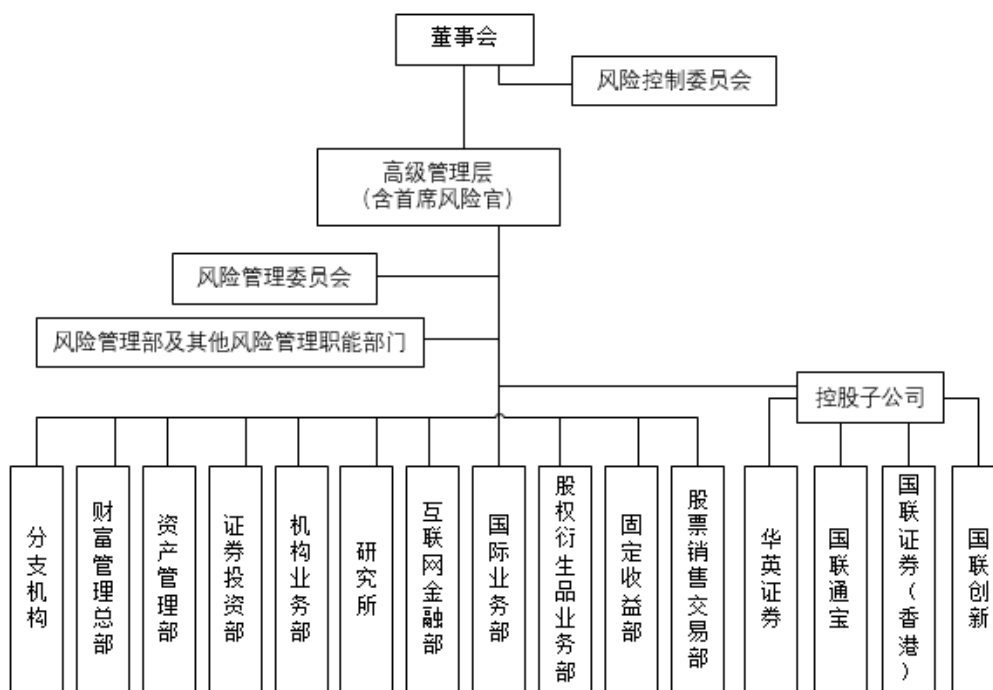 董事会
风险控制委员会
高级管理层
（含首席风险官）
风险管理委员会
风险管理部及其他风险管理职能部门
控股子公司
分支机构
财富管理总部
资产管理部
证券投资部
机构业务部
研究所
互联网金融部
国际业务部
股权衍生品业务部
固定收益部
股票销售交易部
华英证券
国联通宝
国联证券（香港）
国联创新